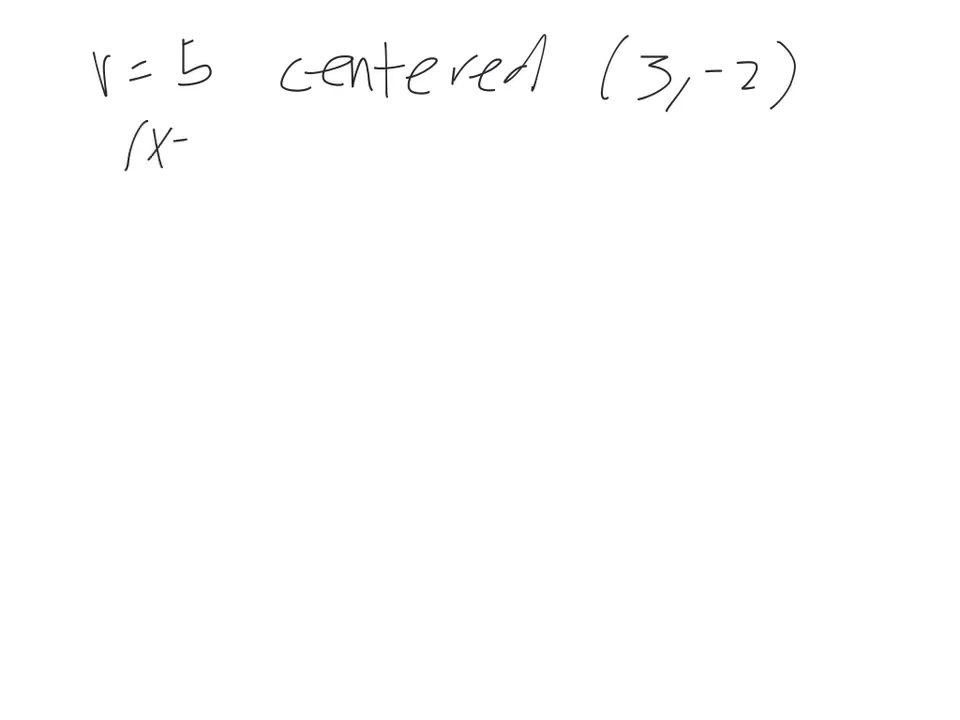 r = 5 centered (3, -2)
(x-